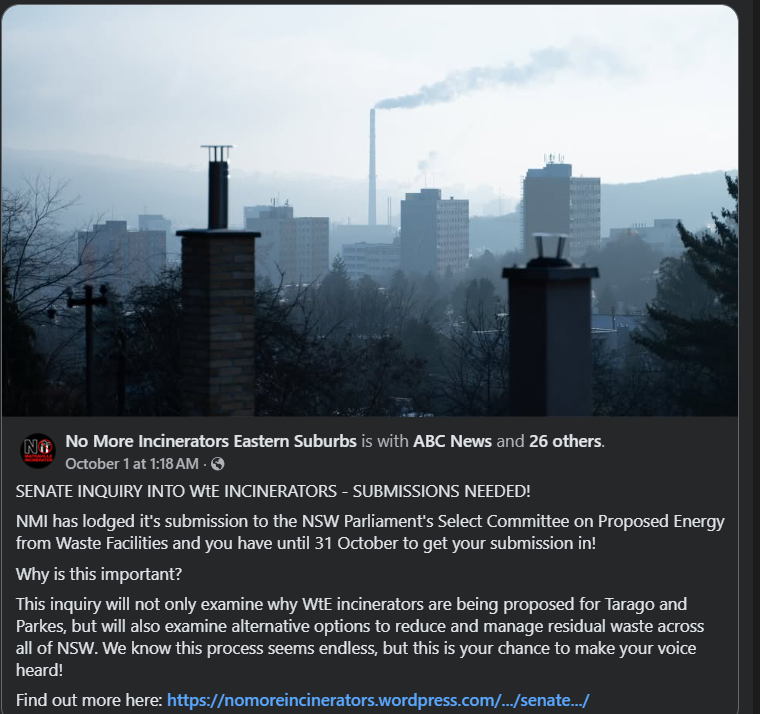 No More Incinerators Eastern Suburbs is with ABC News and 26 others.
October 1 at 1:18 AM ·
SENATE INQUIRY INTO WtE INCINERATORS - SUBMISSIONS NEEDED!
NMI has lodged it's submission to the NSW Parliament's Select Committee on Proposed Energy
from Waste Facilities and you have until 31 October to get your submission in!
Why is this important?
This inquiry will not only examine why WtE incinerators are being proposed for Tarago and
Parkes, but will also examine alternative options to reduce and manage residual waste across
all of NSW. We know this process seems endless, but this is your chance to make your voice
heard!
Find out more here: https://nomoreincinerators.wordpress.com/.../senate.../